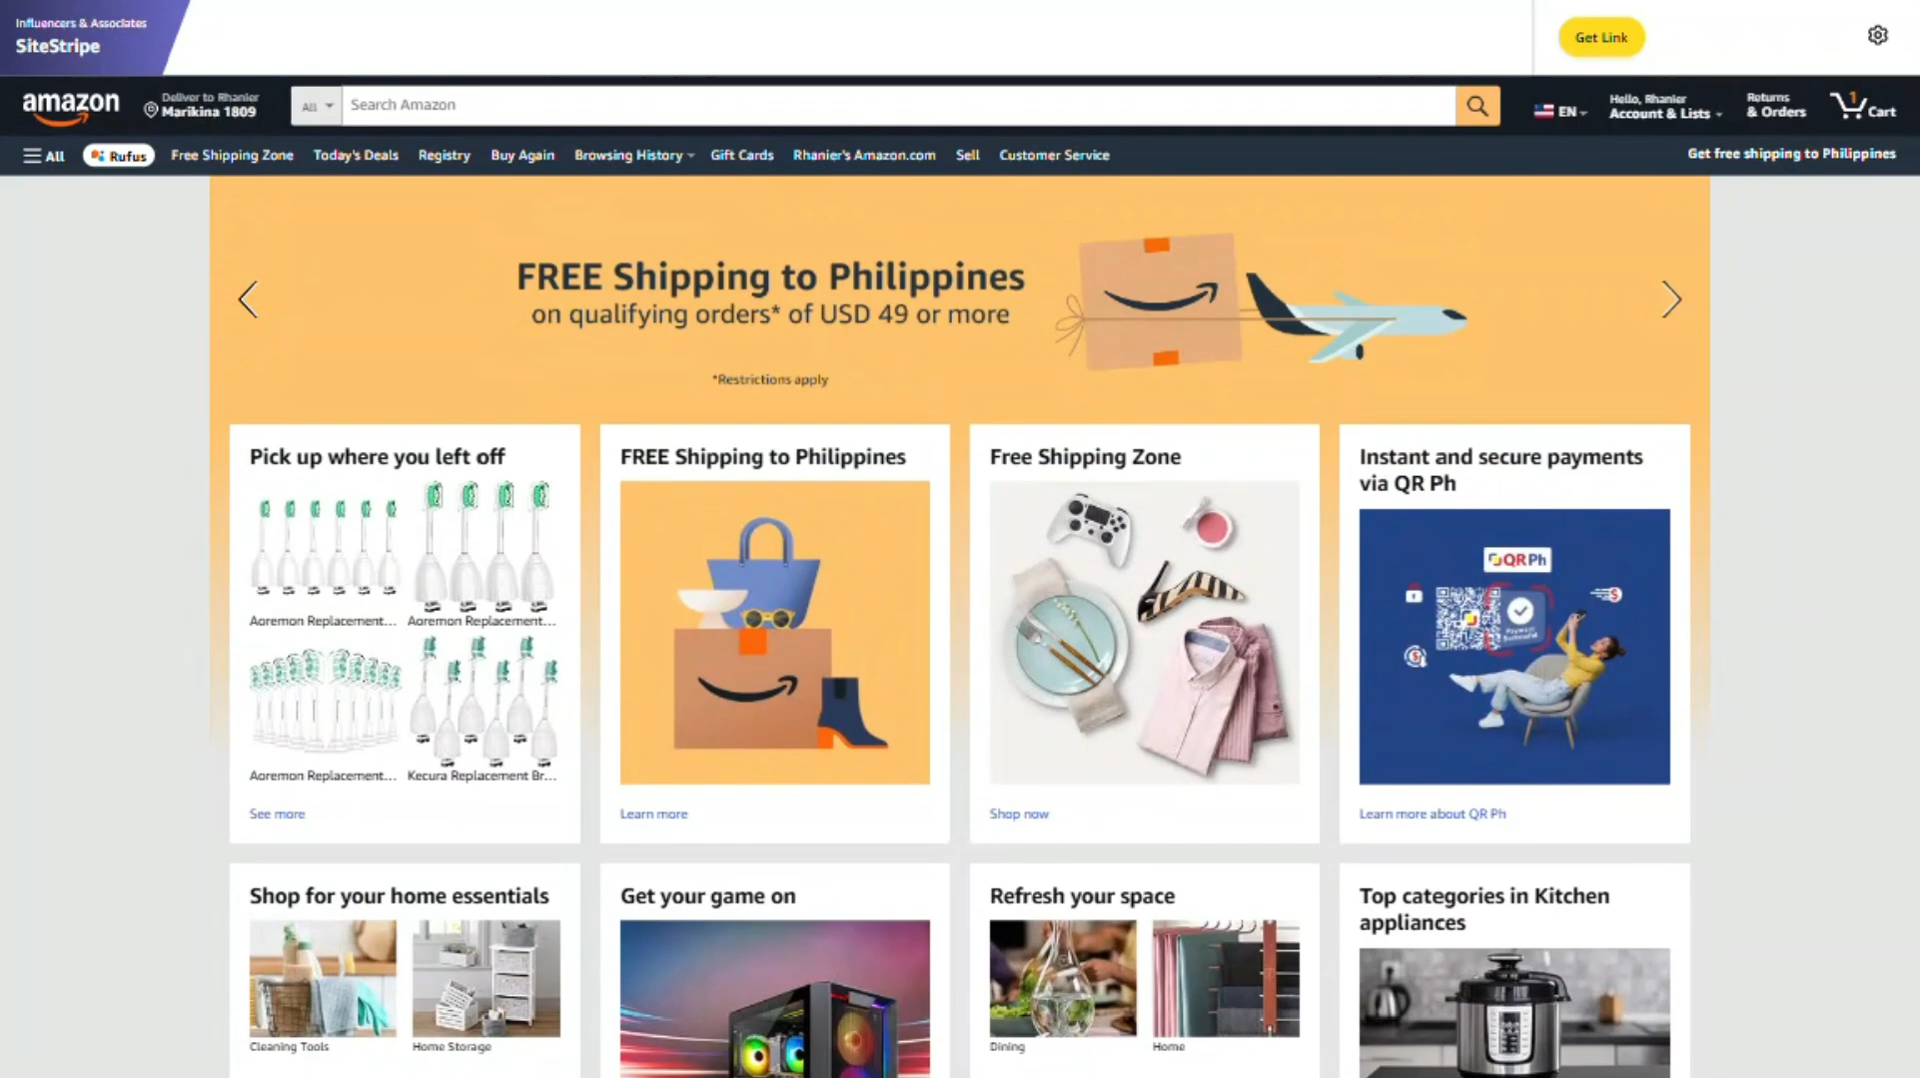 Influencers & Associates
SiteStripe
Get Link
amazon
Deliver to Rhanier
Marikina 1809
All
Search Amazon
EN
Hello, Rhanier
Account & Lists
Returns
& Orders
1
Cart
All
Rufus
Free Shipping Zone
Today's Deals
Registry
Buy Again
Browsing History
Gift Cards
Rhanier's Amazon.com
Sell
Customer Service
Get free shipping to Philippines
FREE Shipping to Philippines
on qualifying orders* of USD 49 or more
*Restrictions apply
Pick up where you left off
Aoremon Replacement...
Aoremon Replacement...
Aoremon Replacement...
Kecura Replacement Br...
See more
FREE Shipping to Philippines
Learn more
Free Shipping Zone
Shop now
Instant and secure payments
via QR Ph
QRPh
Payment
Successful
Learn more about QR Ph
Shop for your home essentials
Cleaning Tools
Home Storage
Get your game on
Refresh your space
Dining
Home
Top categories in Kitchen
appliances